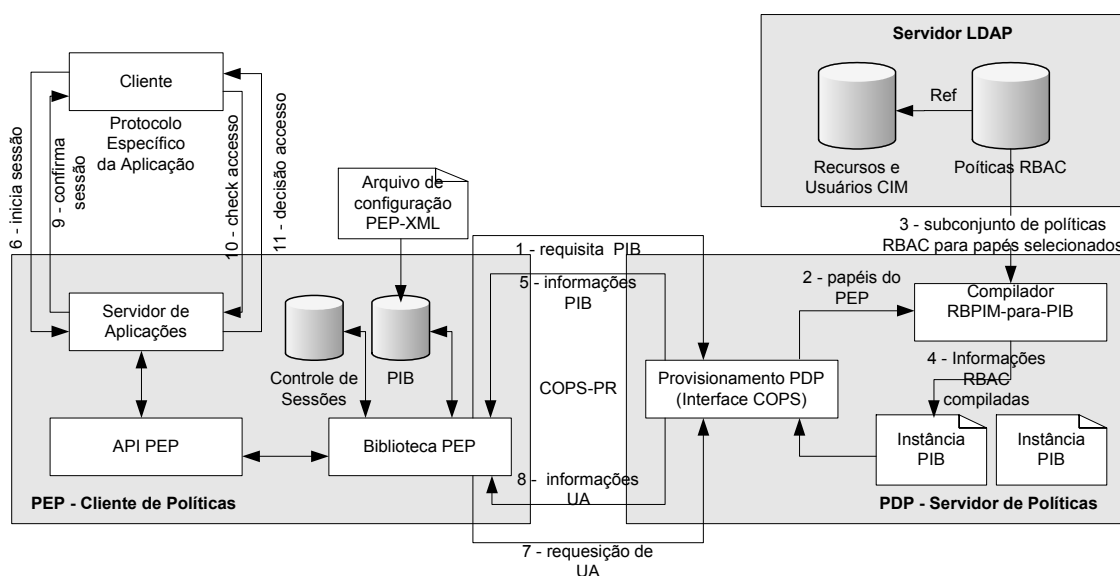 Servidor LDAP
Cliente
Ref
Protocolo
Específico
da Aplicação
Recursos e
Usuários CIM
Poíticas RBAC
6 - inicia sessão
9 - confirma
sessão
10 - check accesso
11 - decisão accesso
Arquivo de
configuração
PEP-XML
3 - subconjunto de políticas
RBAC para papés selecionados
1 - requisita PIB
5 - informações
PIB
2 - papéis do
PEP
Compilador
RBPIM-para-PIB
Servidor de
Aplicações
Controle de
Sessões
PIB
COPS-PR
Provisionamento PDP
(Interface COPS)
4 - Informações
RBAC
compiladas
API PEP
Biblioteca PEP
Instância
PIB
Instância
PIB
8 - informações
UA
PEP - Cliente de Políticas
PDP - Servidor de Políticas
7 - requesição de
UA